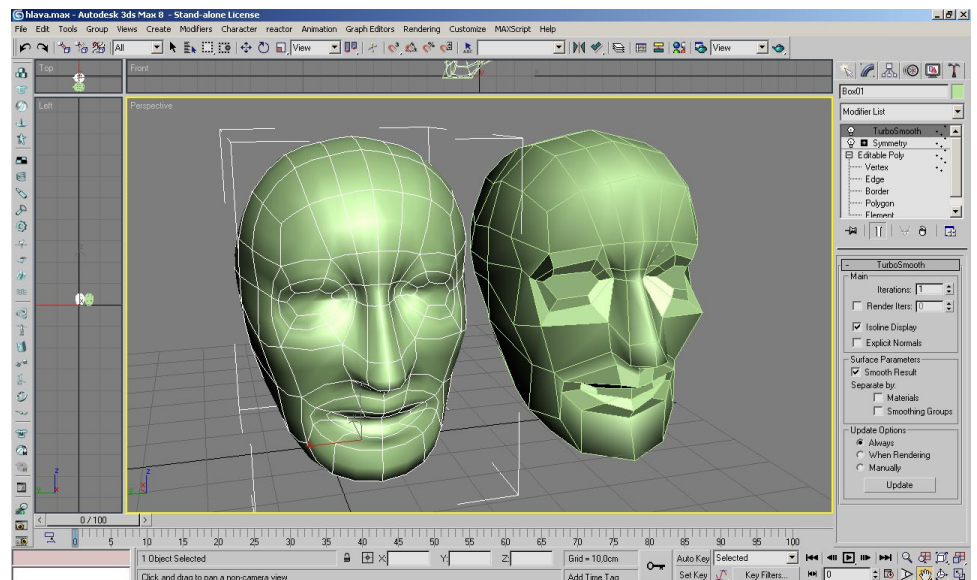 hlava.max - Autodesk 3ds Max 8 - Stand-alone License
File Edit Tools Group Views Create Modifiers Character reactor Animation Graph Editors Rendering Customize MAXScript Help
All View View
Top Front
Box01
Left Perspective
Modifier List
TurboSmooth
Symmetry
Editable Poly
Vertex
Edge
Border
Polygon
Element
TurboSmooth
Main
Iterations: 1
Render Iters: 0
Isoline Display
Explicit Normals
Surface Parameters
Smooth Result
Separate by:
Materials
Smoothing Groups
Update Options
Always
When Rendering
Manually
Update
z z
0 / 100
0 5 10 15 20 25 30 35 40 45 50 55 60 65 70 75 80 85 90 95 100
1 Object Selected X: Y: Z: Grid = 10,0cm Auto Key Selected
Click and drag to pan a non-camera view Add Time Tag Set Key Key Filters... 0